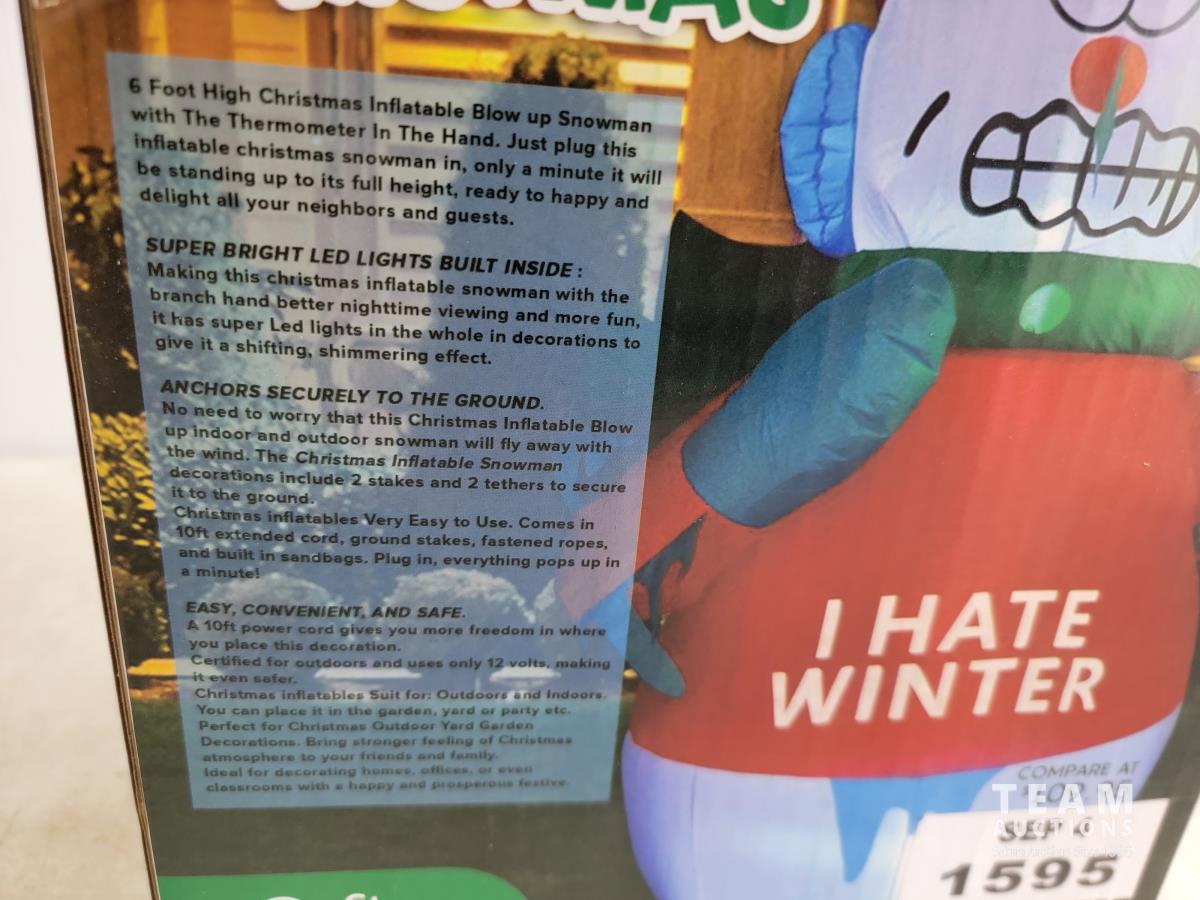 6 Foot High Christmas Inflatable Blow up Snowman
with The Thermometer In The Hand. Just plug this
inflatable christmas snowman in, only a minute it will
be standing up to its full height, ready to happy and
delight all your neighbors and guests.
SUPER BRIGHT LED LIGHTS BUILT INSIDE :
Making this christmas inflatable snowman with the
branch hand better nighttime viewing and more fun,
it has super Led lights in the whole in decorations to
give it a shifting, shimmering effect.
ANCHORS SECURELY TO THE GROUND.
No need to worry that this Christmas Inflatable Blow
up indoor and outdoor snowman will fly away with
the wind. The Christmas Inflatable Snowman
decorations include 2 stakes and 2 tethers to secure
it to the ground.
Christmas inflatables Very Easy to Use. Comes in
10ft extended cord, ground stakes, fastened ropes,
and built in sandbags. Plug in, everything pops up in
a minute!
EASY, CONVENIENT, AND SAFE.
A 10ft power cord gives you more freedom in where
you place this decoration.
Certified for outdoors and uses only 12 volts, making
it even safer.
Christmas inflatables Suit for: Outdoors and Indoors.
You can place it in the garden, yard or party etc.
Perfect for Christmas Outdoor Yard Garden
Decorations. Bring stronger feeling of Christmas
atmosphere to your friends and family.
Ideal for decorating homes, offices, or even
classrooms with a happy and prosperous festive
I HATE
WINTER
COMPARE AT
TEAM
AUCTIONS
1595